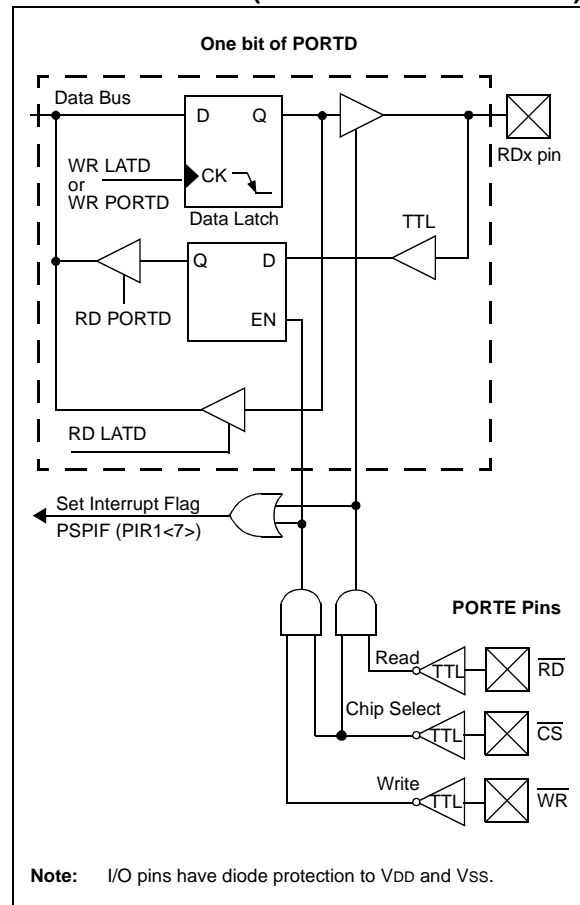 One bit of PORTD
Data Bus
D Q
RDx pin
WR LATD
or
WR PORTD
CK
Data Latch
TTL
Q D
EN
RD PORTD
RD LATD
Set Interrupt Flag
PSPIF (PIR1<7>)
PORTE Pins
Read
TTL
RD
Chip Select
TTL
CS
Write
TTL
WR
Note: I/O pins have diode protection to VDD and VSS.